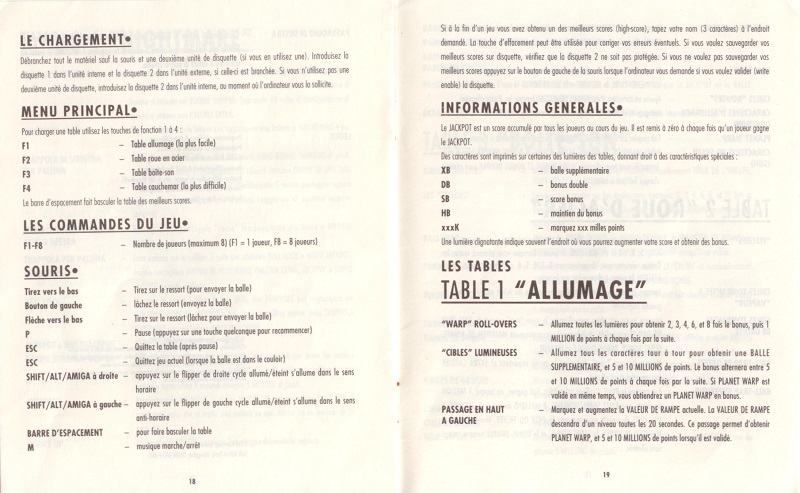 LE CHARGEMENT•
Débranchez tout le matériel sauf la souris et une deuxième unité de disquette (si vous en utilisez une). Introduisez la
disquette 1 dans l'unité interne et la disquette 2 dans l'unité externe, si celle-ci est branchée. Si vous n'utilisez pas une
deuxième unité de disquette, introduisez la disquette 2 dans l'unité interne, au moment où l'ordinateur vous la sollicite.
MENU PRINCIPAL•
Pour charger une table utilisez les touches de fonction 1 à 4 :
F1 – Table allumage (la plus facile)
F2 – Table roue en acier
F3 – Table boîte-son
F4 – Table cauchemar (la plus difficile)
Le barre d'espacement fait basculer la table des meilleurs scores.
LES COMMANDES DU JEU•
F1-F8 – Nombre de joueurs (maximum 8) (F1 = 1 joueur, F8 = 8 joueurs)
SOURIS•
Tirez vers le bas – Tirez sur le ressort (pour envoyer la balle)
Bouton de gauche – lâchez le ressort (envoyez la balle)
Flèche vers le bas – Tirez sur le ressort (lâchez pour envoyer la balle)
P – Pause (appuyez sur une touche quelconque pour recommencer)
ESC – Quittez la table (après pause)
ESC – Quittez jeu actuel (lorsque la balle est dans le couloir)
SHIFT/ALT/AMIGA à droite – appuyez sur le flipper de droite cycle allumé/éteint s'allume dans le sens
horaire
SHIFT/ALT/AMIGA à gauche – appuyez sur le flipper de gauche cycle allumé/éteint s'allume dans le sens
anti-horaire
BARRE D'ESPACEMENT – pour faire basculer la table
M – musique marche/arrêt
18
Si à la fin d'un jeu vous avez obtenu un des meilleurs scores (high-score), tapez votre nom (3 caractères) à l'endroit
demandé. La touche d'effacement peut être utilisée pour corriger vos erreurs éventuels. Si vous voulez sauvegarder vos
meilleurs scores sur disquette, vérifiez que la disquette 2 ne soit pas protégée. Si vous ne voulez pas sauvegarder vos
meilleurs scores appuyez sur le bouton de gauche de la souris lorsque l'ordinateur vous demande si vous voulez valider (write
enable) la disquette.
INFORMATIONS GENERALES•
Le JACKPOT est un score accumulé par tous les joueurs au cours du jeu. Il est remis à zéro à chaque fois qu'un joueur gagne
le JACKPOT.
Des caractères sont imprimés sur certaines des lumières des tables, donnant droit à des caractéristiques spéciales :
XB – balle supplémentaire
DB – bonus double
SB – score bonus
HB – maintien du bonus
xxxK – marquez xxx milles points
Une lumière clignotante indique souvent l'endroit où vous pourrez augmenter votre score et obtenir des bonus.
LES TABLES
TABLE 1 "ALLUMAGE"
"WARP" ROLL-OVERS – Allumez toutes les lumières pour obtenir 2, 3, 4, 6, et 8 fois le bonus, puis 1
MILLION de points à chaque fois par la suite.
"CIBLES" LUMINEUSES – Allumez tous les caractères tour à tour pour obtenir une BALLE
SUPPLÉMENTAIRE, et 5 et 10 MILLIONS de points. Le bonus alternera entre 5
et 10 MILLIONS de points à chaque fois par la suite. Si PLANET WARP est
validé en même temps, vous obtiendrez un PLANET WARP en bonus.
PASSAGE EN HAUT – Marquez et augmentez la VALEUR DE RAMPE actuelle. La VALEUR DE RAMPE
A GAUCHE descendra d'un niveau toutes les 20 secondes. Ce passage permet d'obtenir
PLANET WARP, et 5 et 10 MILLIONS de points lorsqu'il est validé.
19